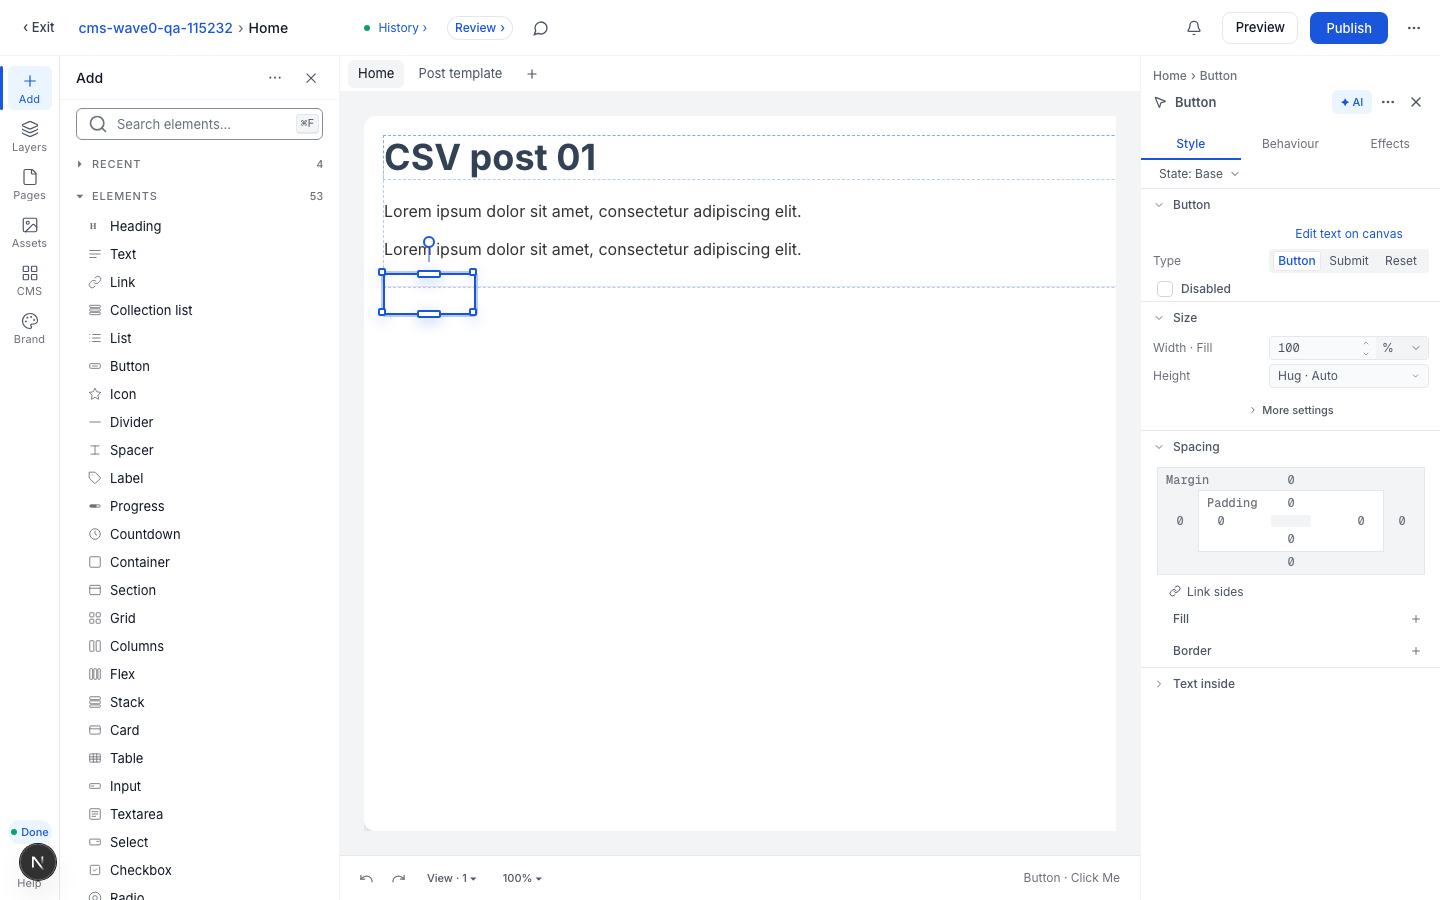 ‹ Exit
cms-wave0-qa-115232 › Home
History ›
Review ›
Preview
Publish
Add
Layers
Pages
Assets
CMS
Brand
Done
N
Help
Add
Search elements...
⌘F
RECENT 4
ELEMENTS 53
Heading
Text
Link
Collection list
List
Button
Icon
Divider
Spacer
Label
Progress
Countdown
Container
Section
Grid
Columns
Flex
Stack
Card
Table
Input
Textarea
Select
Checkbox
Radio
Home
Post template
CSV post 01
Lorem ipsum dolor sit amet, consectetur adipiscing elit.
Lorem ipsum dolor sit amet, consectetur adipiscing elit.
View · 1
100%
Button · Click Me
Home › Button
Button
AI
Style
Behaviour
Effects
State: Base
Button
Edit text on canvas
Type
Button
Submit
Reset
Disabled
Size
Width · Fill
100
%
Height
Hug · Auto
› More settings
Spacing
Margin 0
Padding 0
0 0 0 0
0
0
Link sides
Fill
Border
Text inside